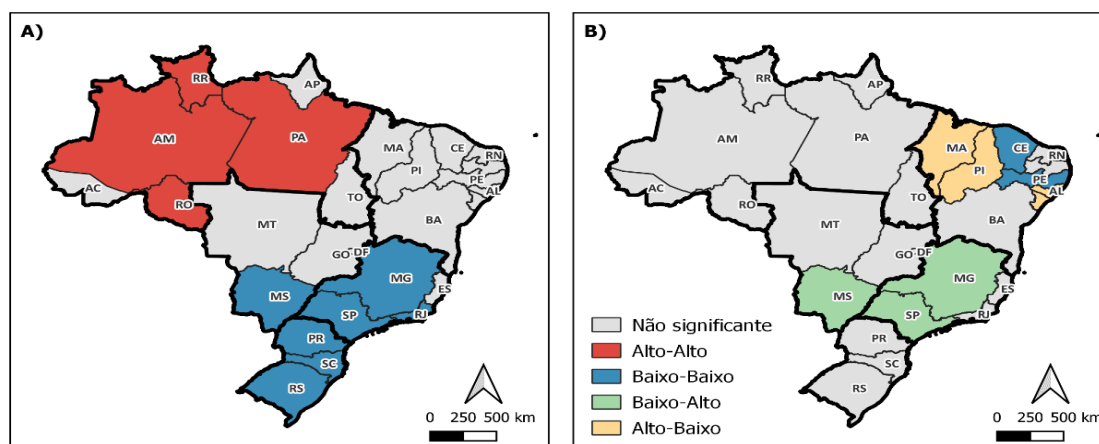 A)
RR
AP
AM
PA
MA
CE
RN
PI
PE
AL
AC
RO
TO
BA
MT
GO
DF
MG
ES
MS
SP
RJ
PR
SC
RS
0 250 500 km
B)
RR
AP
AM
PA
MA
CE
RN
PI
PE
AL
AC
RO
TO
BA
MT
GO
DF
MG
ES
MS
SP
RJ
PR
SC
RS
Não significante
Alto-Alto
Baixo-Baixo
Baixo-Alto
Alto-Baixo
0 250 500 km